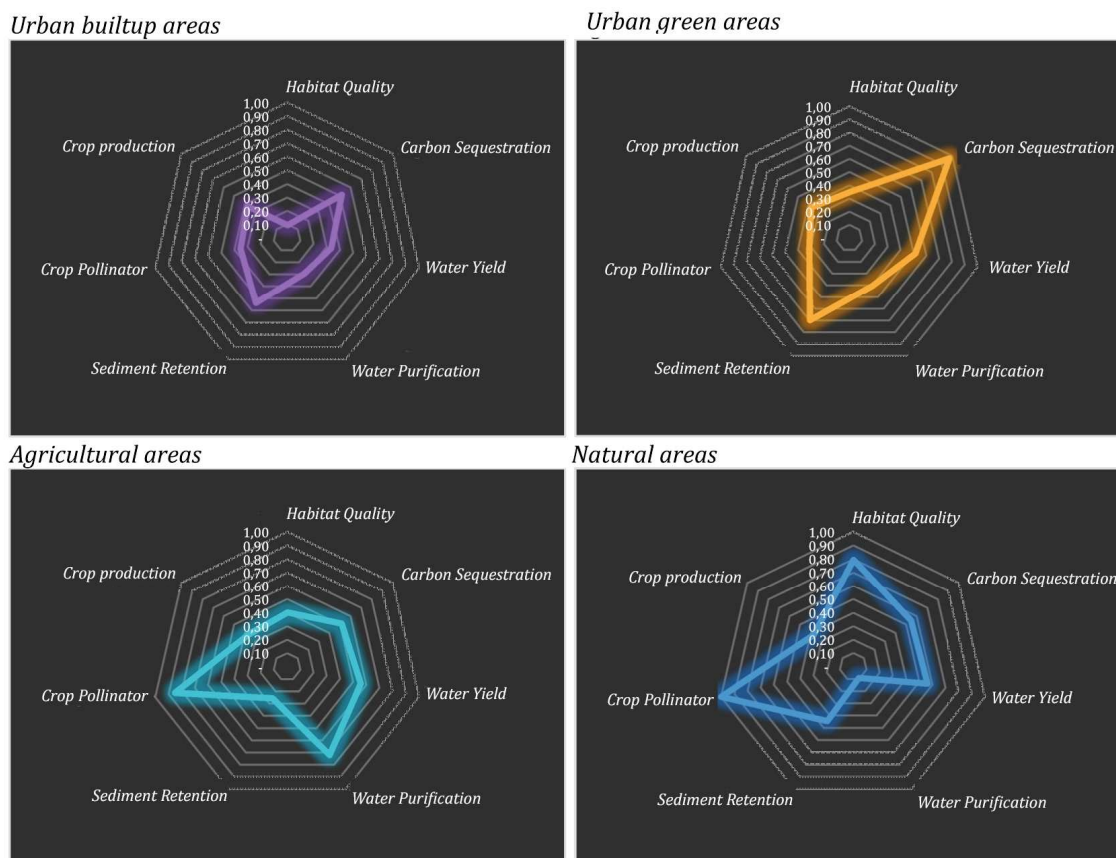 Urban builtup areas
Habitat Quality
1,00
0,90
0,80
0,70
0,60
0,50
0,40
0,30
0,20
0,10
-
Crop production
Carbon Sequestration
Crop Pollinator
Water Yield
Sediment Retention
Water Purification
Urban green areas
Habitat Quality
1,00
0,90
0,80
0,70
0,60
0,50
0,40
0,30
0,20
0,10
-
Crop production
Carbon Sequestration
Crop Pollinator
Water Yield
Sediment Retention
Water Purification
Agricultural areas
Habitat Quality
1,00
0,90
0,80
0,70
0,60
0,50
0,40
0,30
0,20
0,10
-
Crop production
Carbon Sequestration
Crop Pollinator
Water Yield
Sediment Retention
Water Purification
Natural areas
Habitat Quality
1,00
0,90
0,80
0,70
0,60
0,50
0,40
0,30
0,20
0,10
-
Crop production
Carbon Sequestration
Crop Pollinator
Water Yield
Sediment Retention
Water Purification